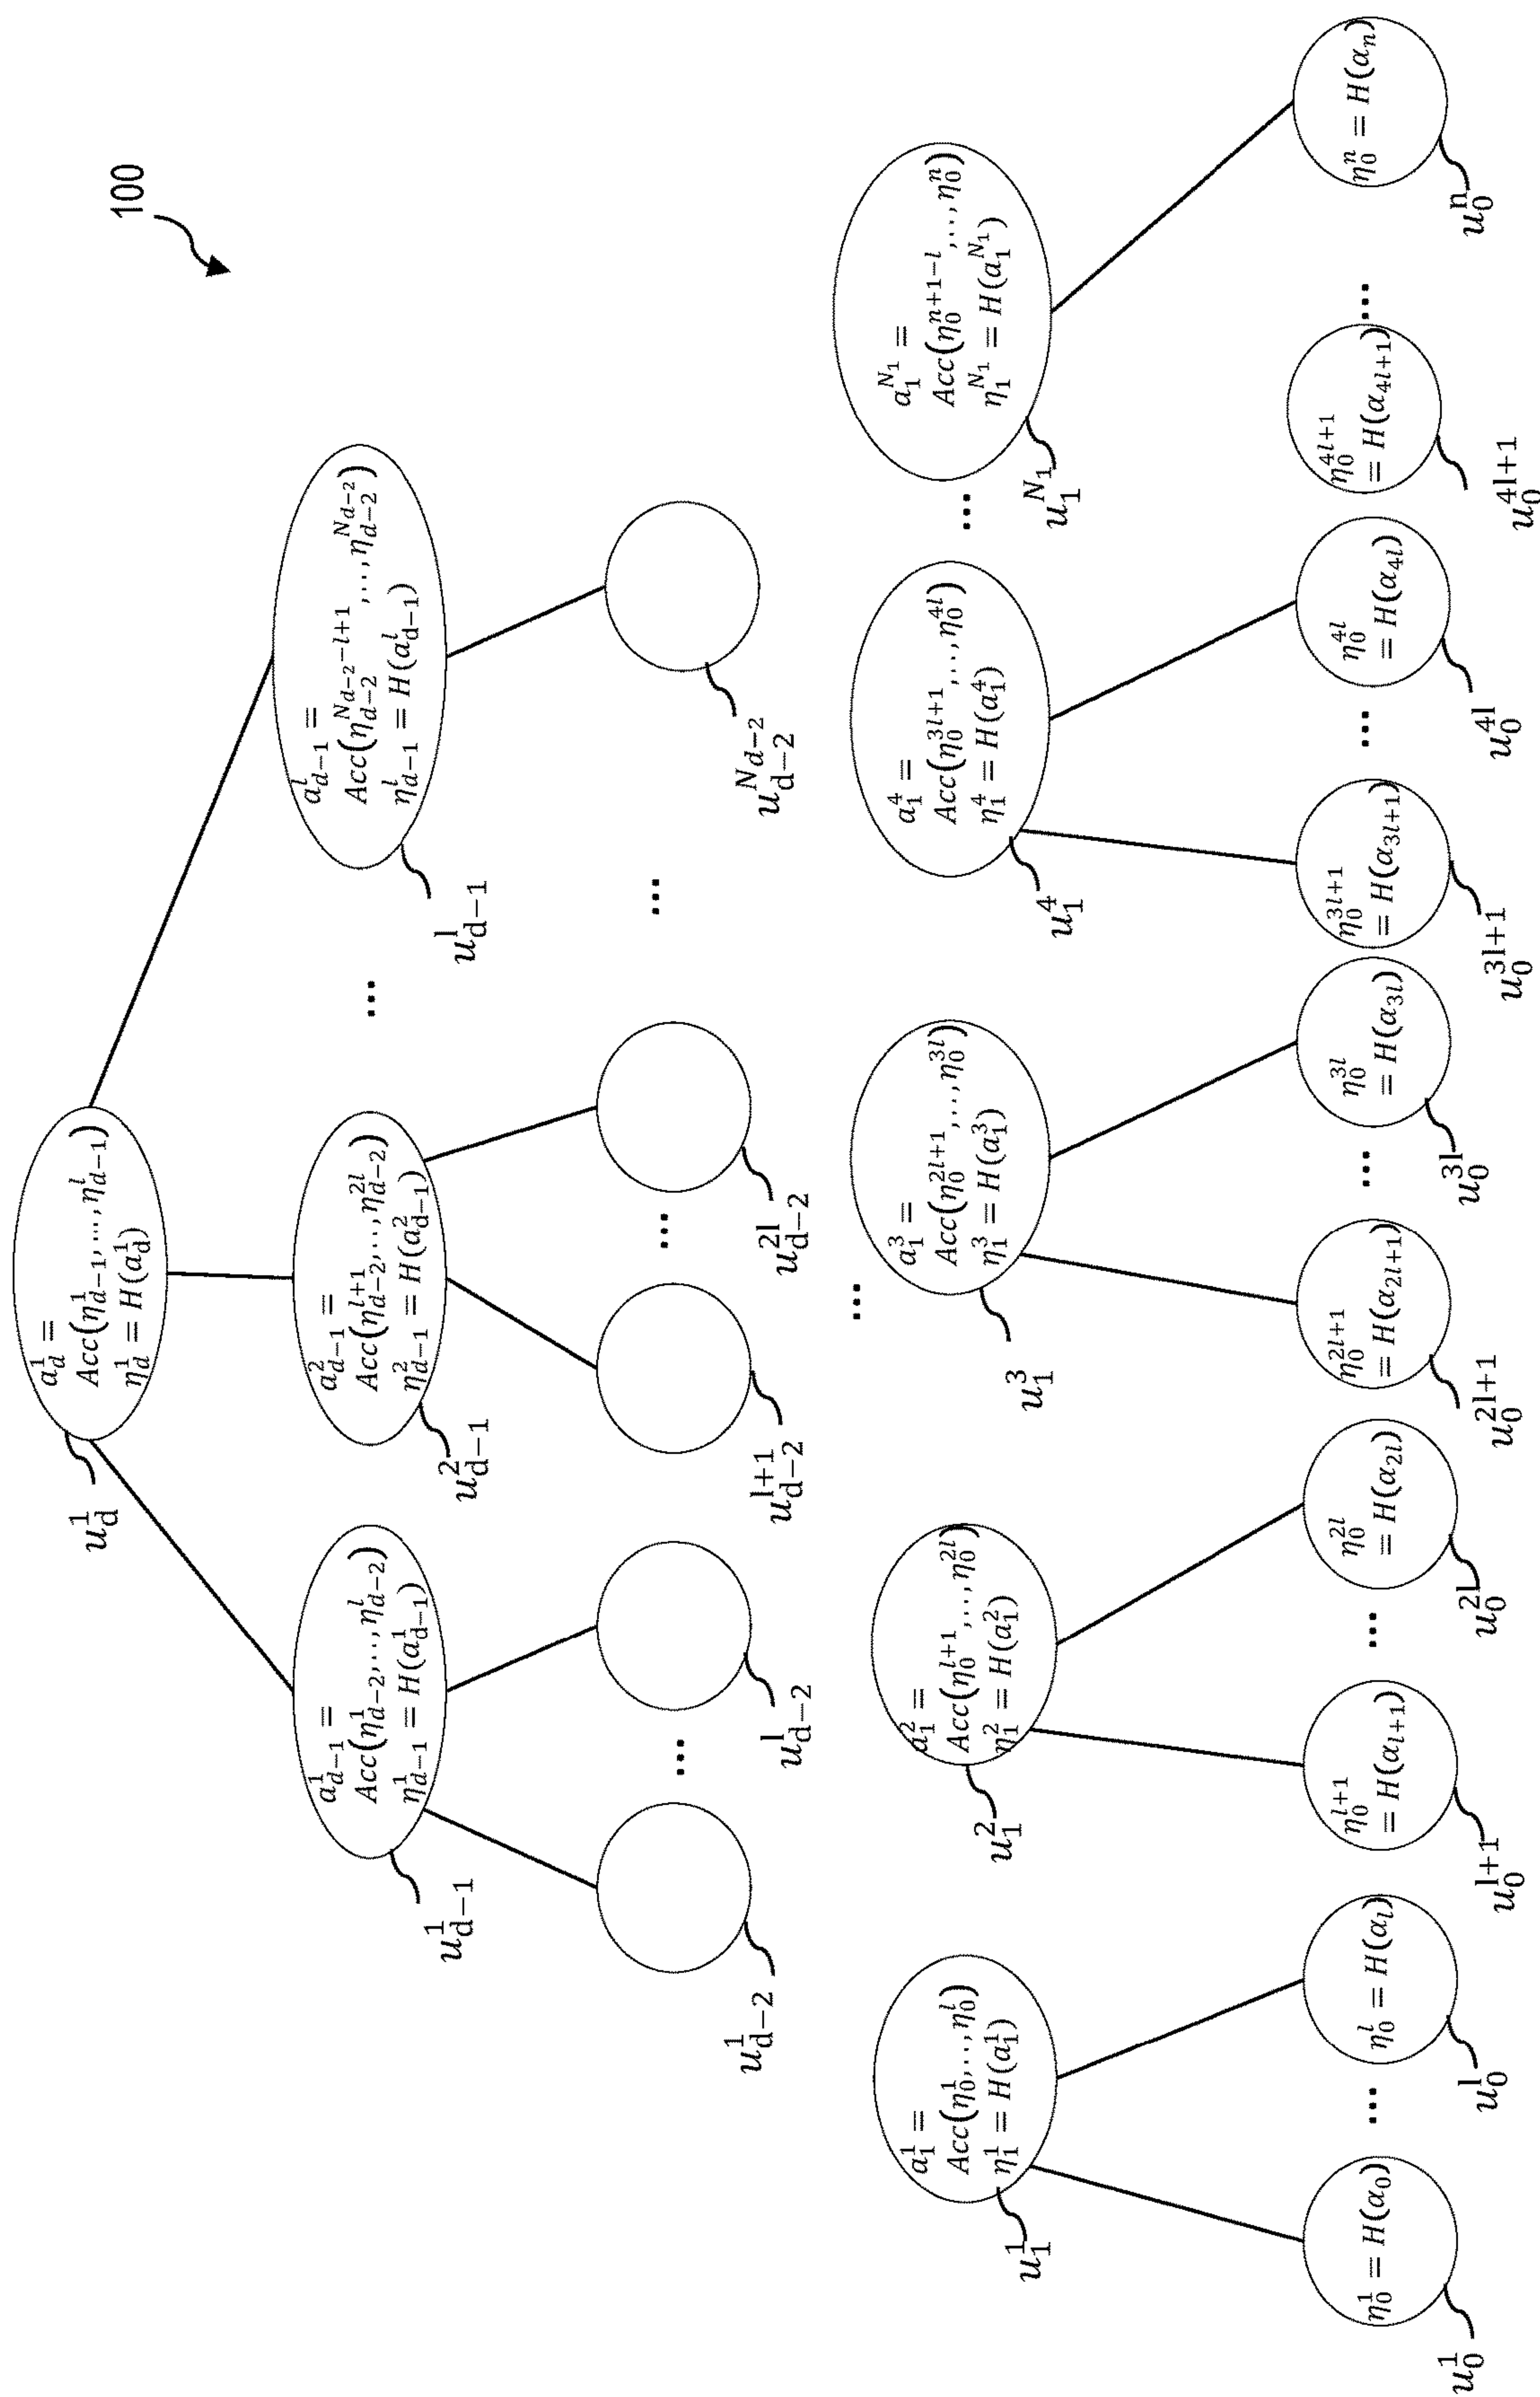 100
a_d^1 =
Acc(η_{d-1}^1,...,η_{d-1}^l)
η_d^1 = H(a_d^1)
u_d^1
a_{d-1}^1 =
Acc(η_{d-2}^1,...,η_{d-2}^l)
η_{d-1}^1 = H(a_{d-1}^1)
u_{d-1}^1
a_{d-1}^2 =
Acc(η_{d-2}^{l+1},...,η_{d-2}^{2l})
η_{d-1}^2 = H(a_{d-1}^2)
u_{d-1}^2
...
a_{d-1}^l =
Acc(η_{d-2}^{N_{d-2}-l+1},...,η_{d-2}^{N_{d-2}})
η_{d-1}^l = H(a_{d-1}^l)
u_{d-1}^l
u_{d-2}^1
...
u_{d-2}^l
u_{d-2}^{l+1}
...
u_{d-2}^{2l}
...
u_{d-2}^{N_{d-2}}
...
a_1^1 =
Acc(η_0^1,...,η_0^l)
η_1^1 = H(a_1^1)
u_1^1
a_1^2 =
Acc(η_0^{l+1},...,η_0^{2l})
η_1^2 = H(a_1^2)
u_1^2
a_1^3 =
Acc(η_0^{2l+1},...,η_0^{3l})
η_1^3 = H(a_1^3)
u_1^3
a_1^4 =
Acc(η_0^{3l+1},...,η_0^{4l})
η_1^4 = H(a_1^4)
u_1^4
...
a_1^{N_1} =
Acc(η_0^{n+1-l},...,η_0^n)
η_1^{N_1} = H(a_1^{N_1})
u_1^{N_1}
η_0^1 = H(α_0)
u_0^1
...
η_0^l = H(α_l)
u_0^l
η_0^{l+1}
= H(α_{l+1})
u_0^{l+1}
...
η_0^{2l}
= H(α_{2l})
u_0^{2l}
η_0^{2l+1}
= H(α_{2l+1})
u_0^{2l+1}
...
η_0^{3l}
= H(α_{3l})
u_0^{3l}
η_0^{3l+1}
= H(α_{3l+1})
u_0^{3l+1}
...
η_0^{4l}
= H(α_{4l})
u_0^{4l}
η_0^{4l+1}
= H(α_{4l+1})
u_0^{4l+1}
...
η_0^n = H(α_n)
u_0^n